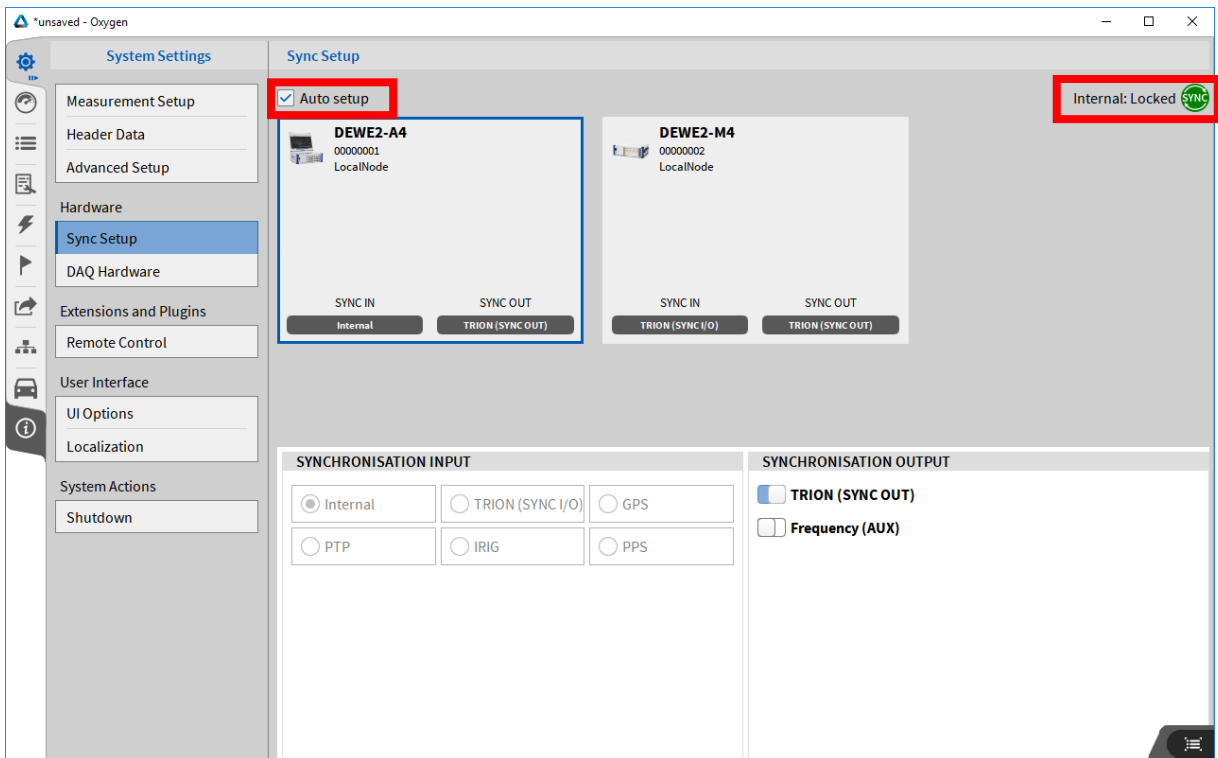 *unsaved - Oxygen
System Settings
Measurement Setup
Header Data
Advanced Setup
Hardware
Sync Setup
DAQ Hardware
Extensions and Plugins
Remote Control
User Interface
UI Options
Localization
System Actions
Shutdown
Sync Setup
Auto setup
Internal: Locked SYNC
DEWE2-A4
00000001
LocalNode
SYNC IN SYNC OUT
Internal TRION (SYNC OUT)
DEWE2-M4
00000002
LocalNode
SYNC IN SYNC OUT
TRION (SYNC I/O) TRION (SYNC OUT)
SYNCHRONISATION INPUT
Internal TRION (SYNC I/O) GPS
PTP IRIG PPS
SYNCHRONISATION OUTPUT
TRION (SYNC OUT)
Frequency (AUX)